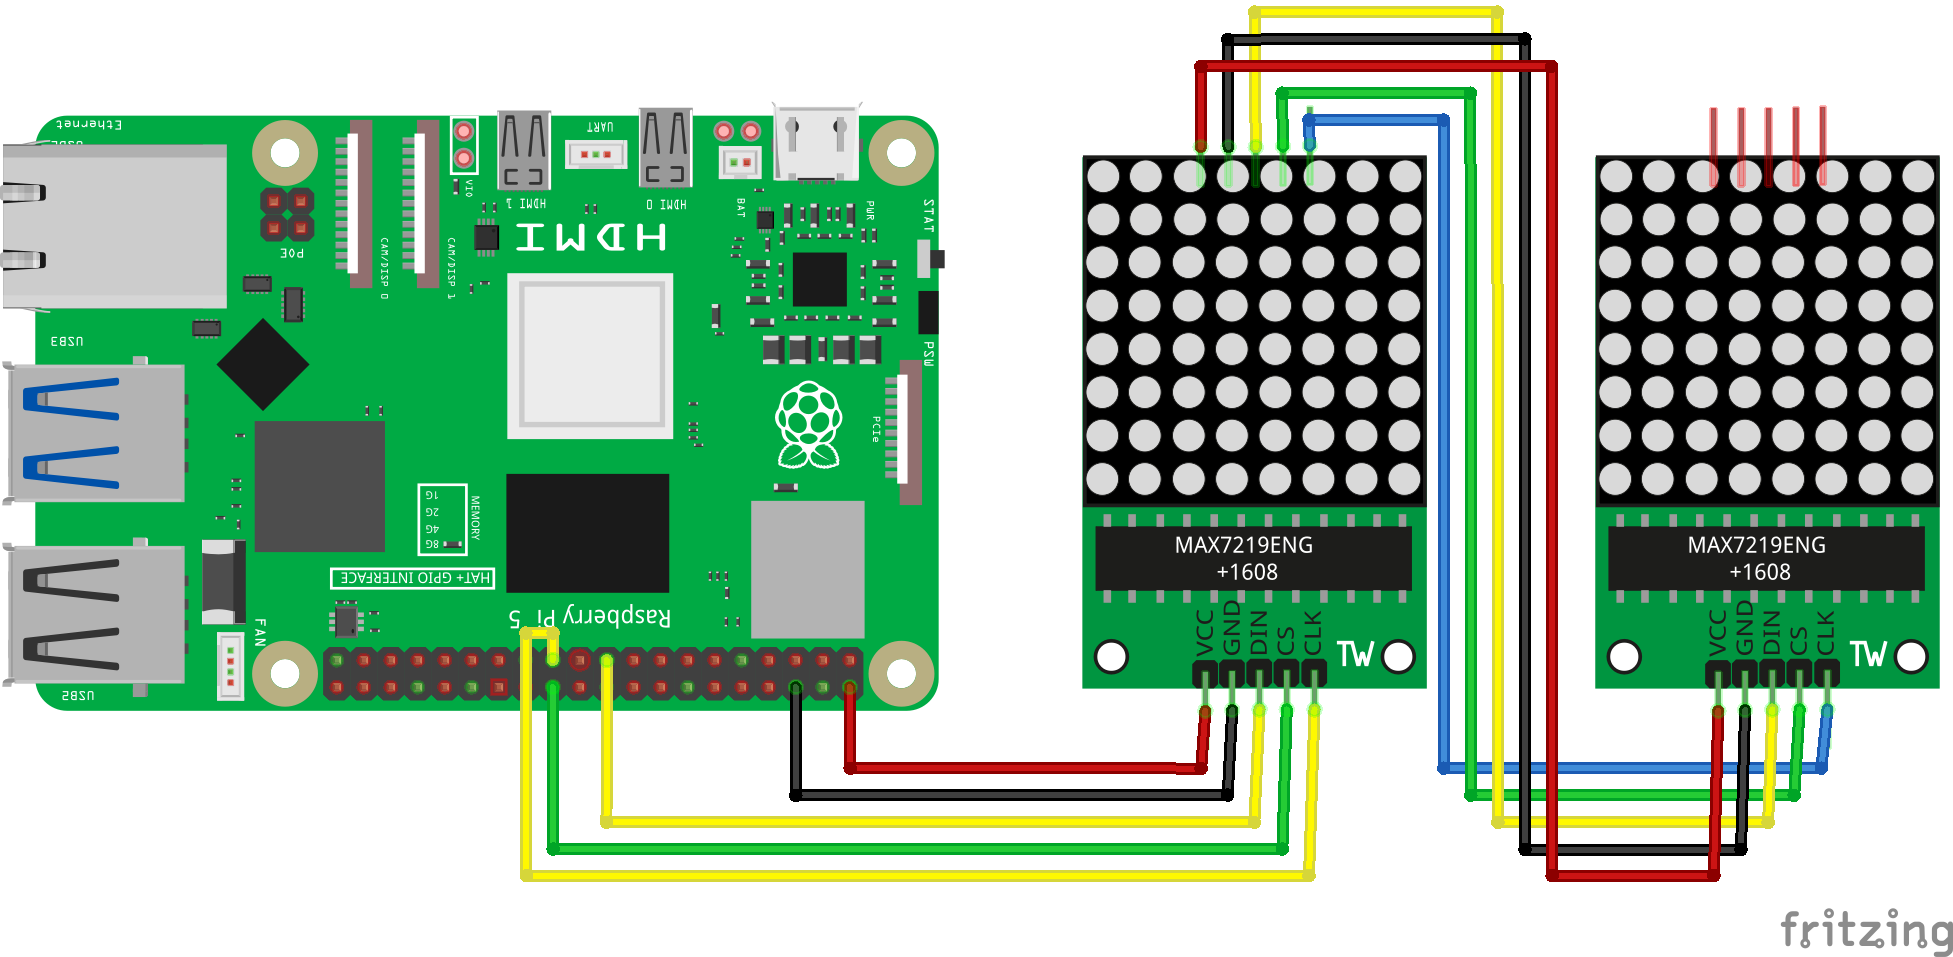 Ethernet
USB3
USB2
POE
CAM/DISP 0
CAM/DISP 1
VIO
HDMI 1
UART
HDMI 0
BAT
PWR
STAT
HDMI
PSW
PCIe
1G
2G
4G
8G
MEMORY
HAT+ GPIO INTERFACE
Raspberry Pi 5
FAN
MAX7219ENG
+1608
VCC
GND
DIN
CS
CLK
TW
MAX7219ENG
+1608
VCC
GND
DIN
CS
CLK
TW
fritzing